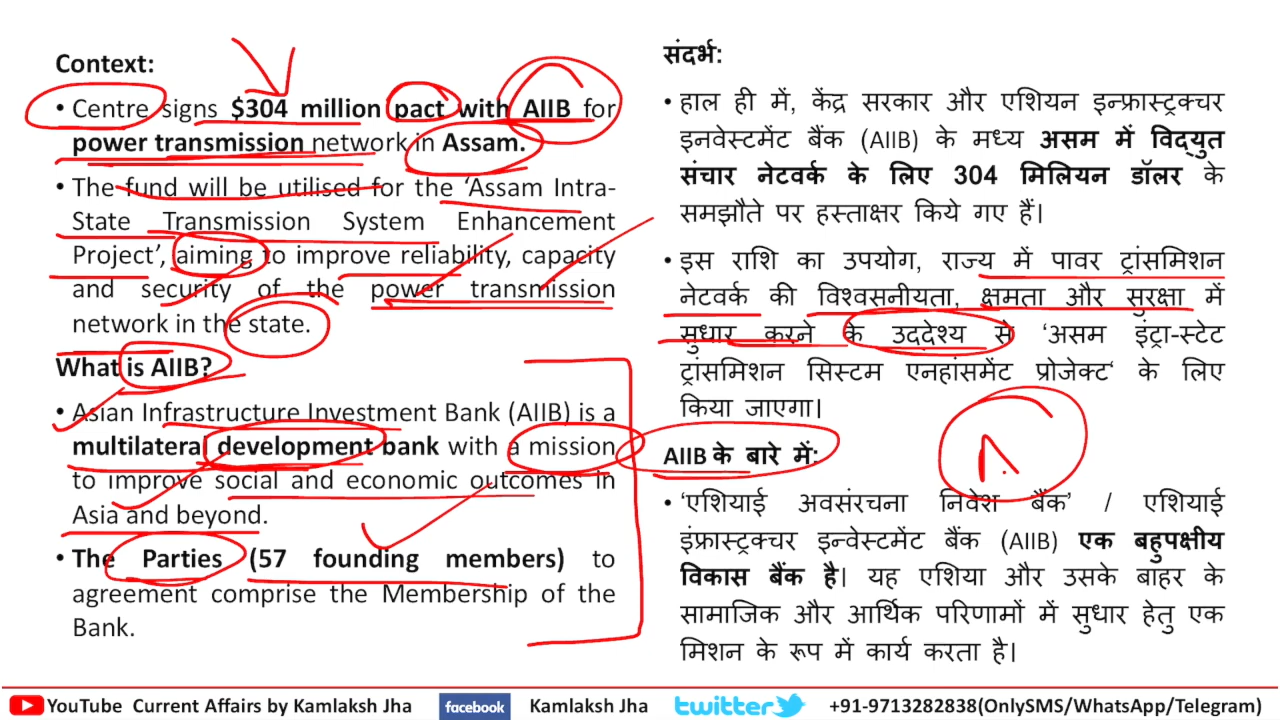 Context:
• Centre signs $304 million pact with AIIB for
power transmission network in Assam.
• The fund will be utilised for the ‘Assam Intra-
State Transmission System Enhancement
Project’, aiming to improve reliability, capacity
and security of the power transmission
network in the state.
What is AIIB?
• Asian Infrastructure Investment Bank (AIIB) is a
multilateral development bank with a mission
to improve social and economic outcomes in
Asia and beyond.
• The Parties (57 founding members) to
agreement comprise the Membership of the
Bank.
संदर्भ:
• हाल ही में, केंद्र सरकार और एशियन इन्फ्रास्ट्रक्चर
इनवेस्टमेंट बैंक (AIIB) के मध्य असम में विद्युत
संचार नेटवर्क के लिए 304 मिलियन डॉलर के
समझौते पर हस्ताक्षर किये गए हैं।
• इस राशि का उपयोग, राज्य में पावर ट्रांसमिशन
नेटवर्क की विश्वसनीयता, क्षमता और सुरक्षा में
सुधार करने के उददेश्य से ‘असम इंट्रा-स्टेट
ट्रांसमिशन सिस्टम एनहांसमेंट प्रोजेक्ट‘ के लिए
किया जाएगा।
AIIB के बारे में:
• ‘एशियाई अवसंरचना निवेश बैंक’ / एशियाई
इंफ्रास्ट्रक्चर इन्वेस्टमेंट बैंक (AIIB) एक बहुपक्षीय
विकास बैंक है। यह एशिया और उसके बाहर के
सामाजिक और आर्थिक परिणामों में सुधार हेतु एक
मिशन के रूप में कार्य करता है।
YouTube Current Affairs by Kamlaksh Jha facebook Kamlaksh Jha twitter +91-9713282838(OnlySMS/WhatsApp/Telegram)